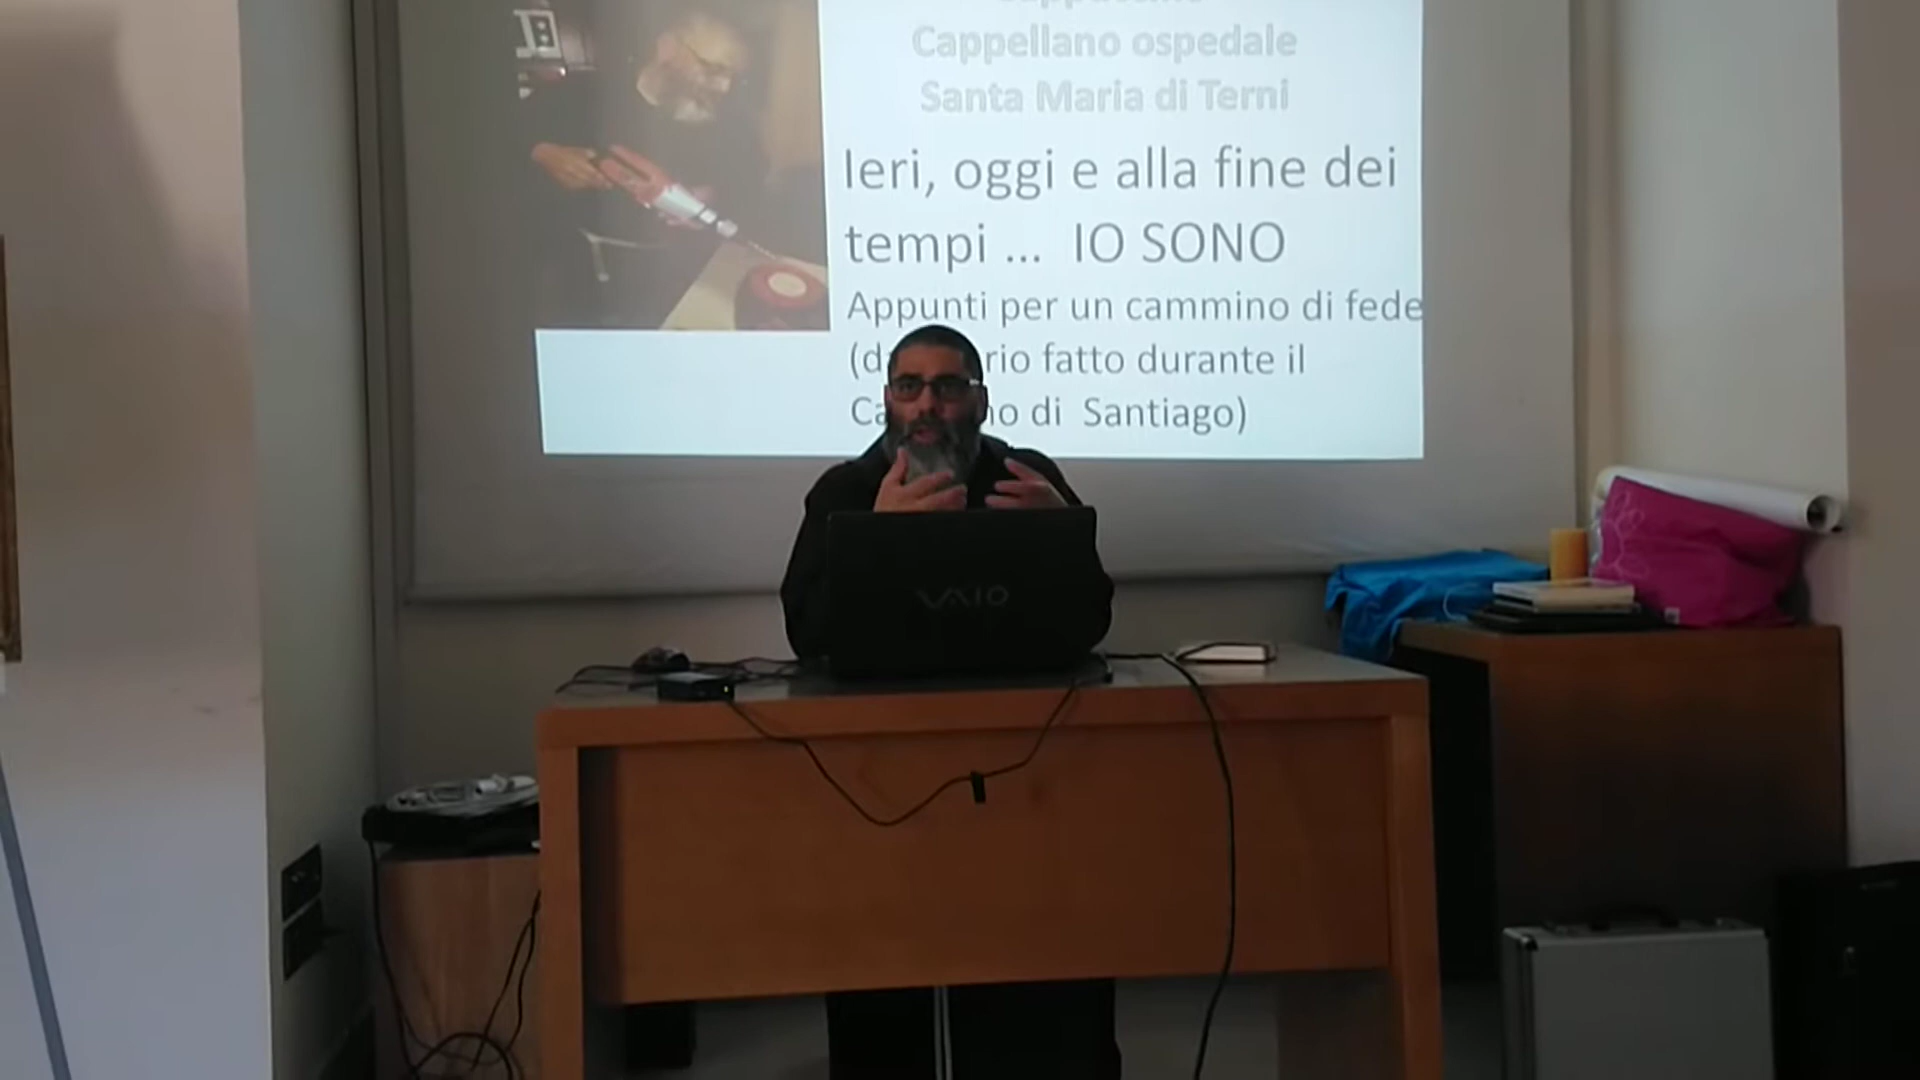 Cappellano ospedale
Santa Maria di Terni
Ieri, oggi e alla fine dei
tempi ... IO SONO
Appunti per un cammino di fede
fatto durante il
di Santiago)
VAIO